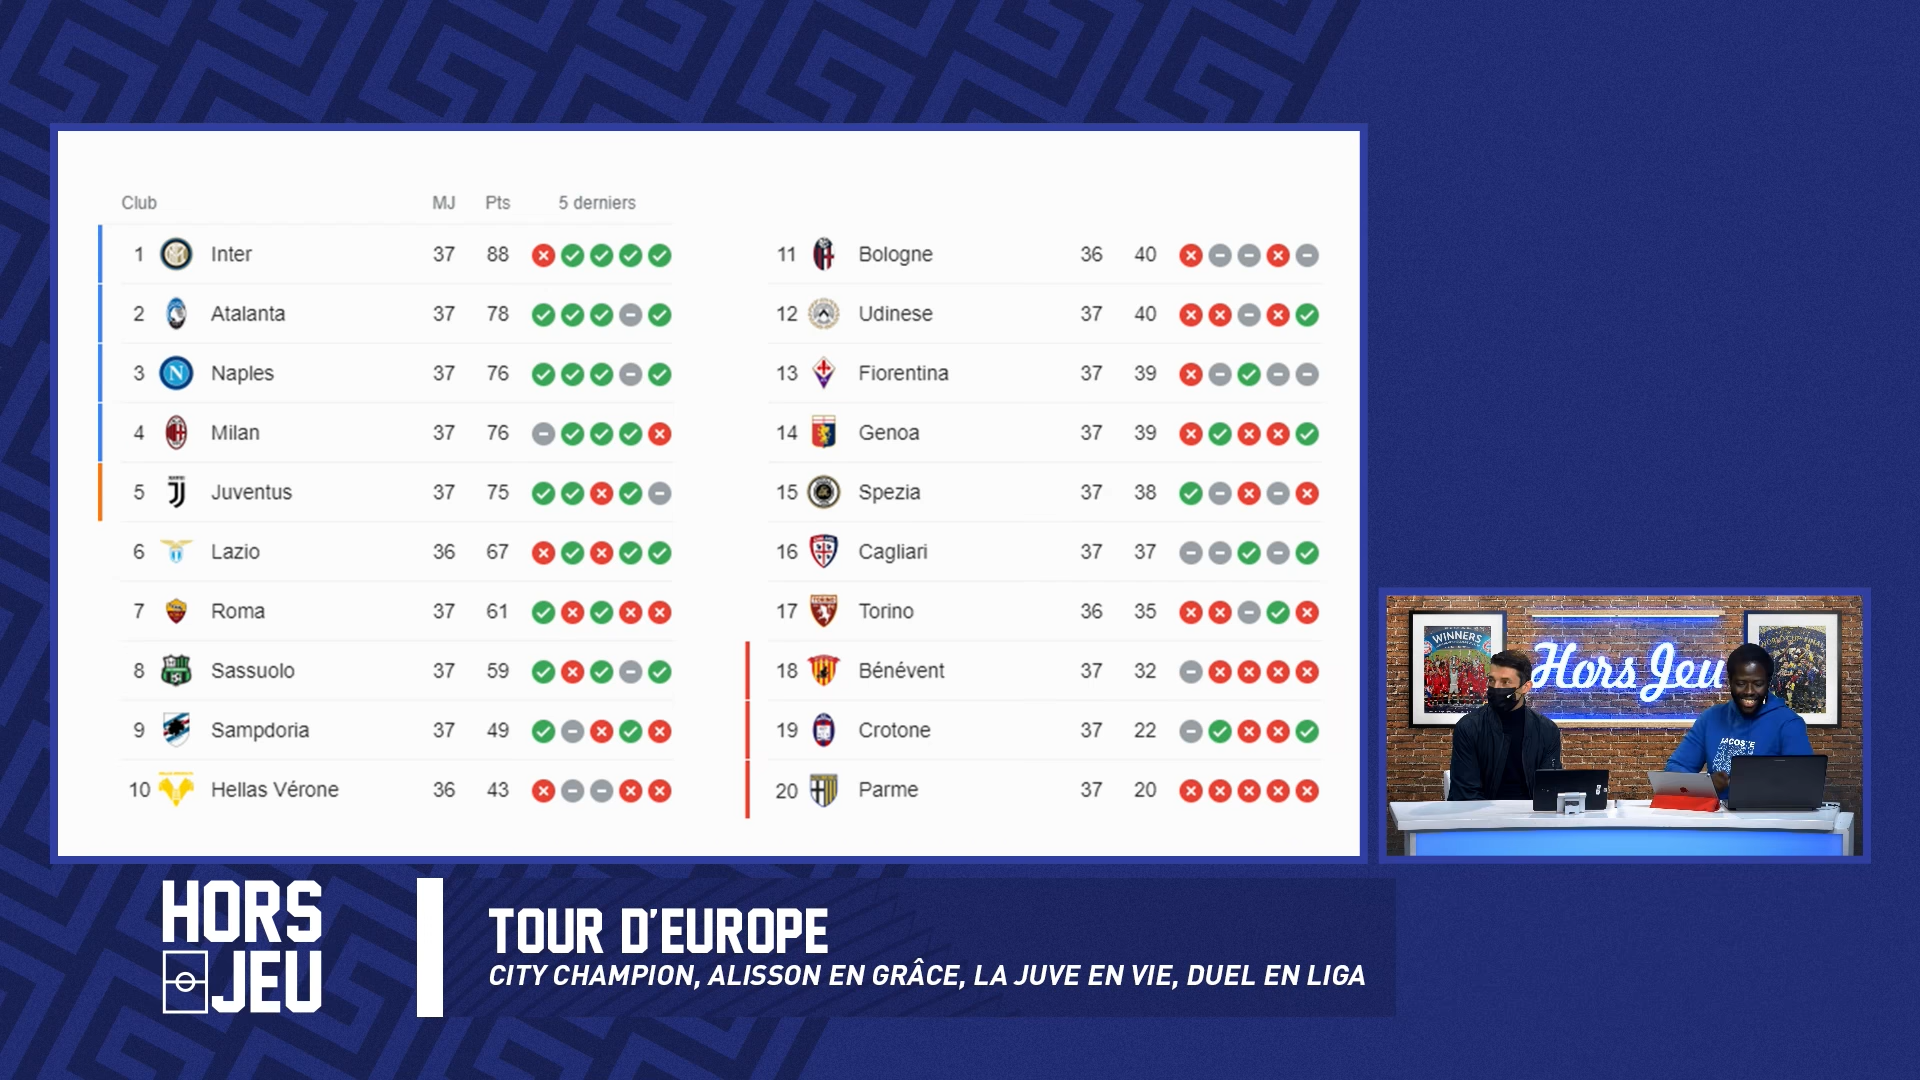 Club MJ Pts 5 derniers
1 Inter 37 88
2 Atalanta 37 78
3 Naples 37 76
4 Milan 37 76
5 Juventus 37 75
6 Lazio 36 67
7 Roma 37 61
8 Sassuolo 37 59
9 Sampdoria 37 49
10 Hellas Vérone 36 43
11 Bologne 36 40
12 Udinese 37 40
13 Fiorentina 37 39
14 Genoa 37 39
15 Spezia 37 38
16 Cagliari 37 37
17 Torino 36 35
18 Bénévent 37 32
19 Crotone 37 22
20 Parme 37 20
WINNERS
Hors Jeu
WORLD CUP FINAL
LACOSTE
HORS
JEU
TOUR D'EUROPE
CITY CHAMPION, ALISSON EN GRÂCE, LA JUVE EN VIE, DUEL EN LIGA